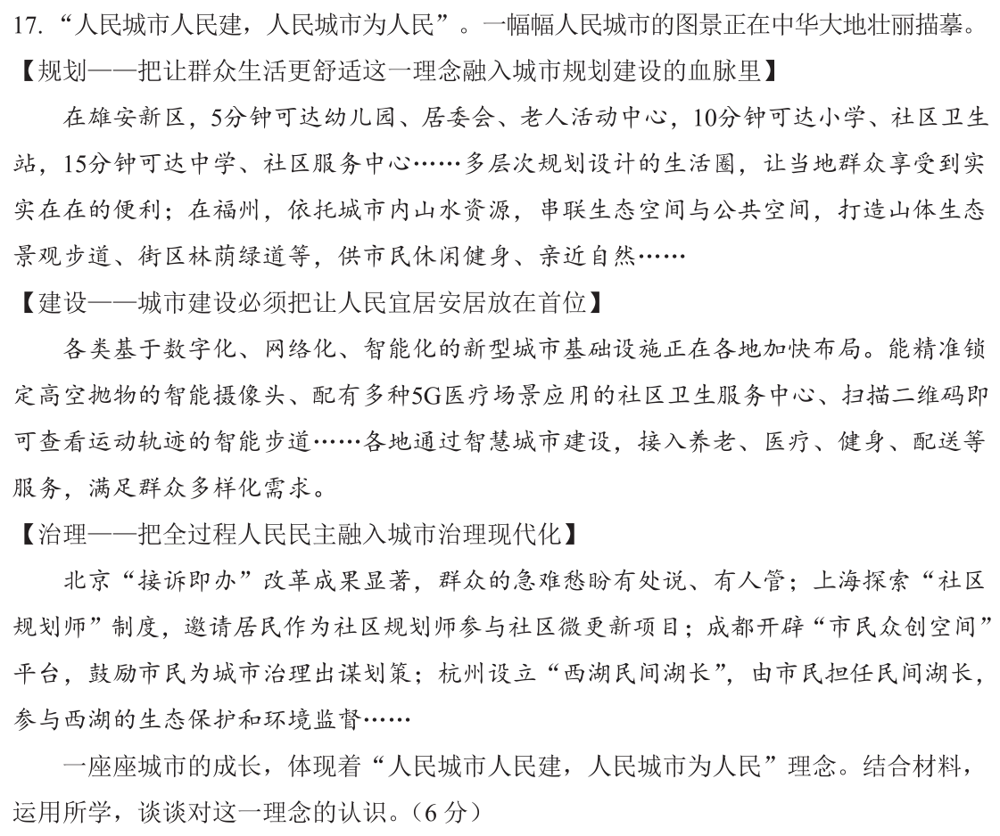 17. “人民城市人民建，人民城市为人民”。一幅幅人民城市的图景正在中华大地壮丽描摹。
【规划——把让群众生活更舒适这一理念融入城市规划建设的血脉里】
在雄安新区，5分钟可达幼儿园、居委会、老人活动中心，10分钟可达小学、社区卫生
站，15分钟可达中学、社区服务中心……多层次规划设计的生活圈，让当地群众享受到实
实在在的便利；在福州，依托城市内山水资源，串联生态空间与公共空间，打造山体生态
景观步道、街区林荫绿道等，供市民休闲健身、亲近自然……
【建设——城市建设必须把让人民宜居安居放在首位】
各类基于数字化、网络化、智能化的新型城市基础设施正在各地加快布局。能精准锁
定高空抛物的智能摄像头、配有多种5G医疗场景应用的社区卫生服务中心、扫描二维码即
可查看运动轨迹的智能步道……各地通过智慧城市建设，接入养老、医疗、健身、配送等
服务，满足群众多样化需求。
【治理——把全过程人民民主融入城市治理现代化】
北京“接诉即办”改革成果显著，群众的急难愁盼有处说、有人管；上海探索“社区
规划师”制度，邀请居民作为社区规划师参与社区微更新项目；成都开辟“市民众创空间”
平台，鼓励市民为城市治理出谋划策；杭州设立“西湖民间湖长”，由市民担任民间湖长，
参与西湖的生态保护和环境监督……
一座座城市的成长，体现着“人民城市人民建，人民城市为人民”理念。结合材料，
运用所学，谈谈对这一理念的认识。（6 分）